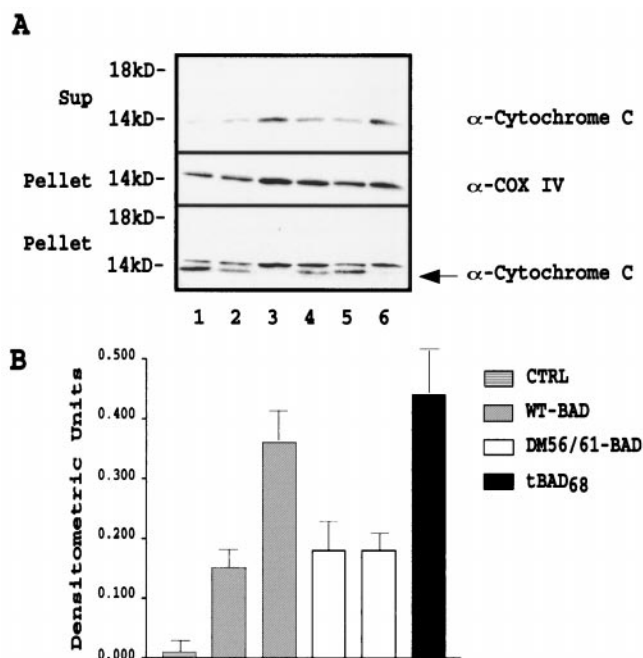 A
18kD-
Sup
14kD-
α-Cytochrome C
Pellet 14kD-
α-COX IV
18kD-
Pellet
14kD-
α-Cytochrome C
1 2 3 4 5 6
B
Densitometric Units
0.500
0.400
0.300
0.200
0.100
0.000
CTRL
WT-BAD
DM56/61-BAD
tBAD68